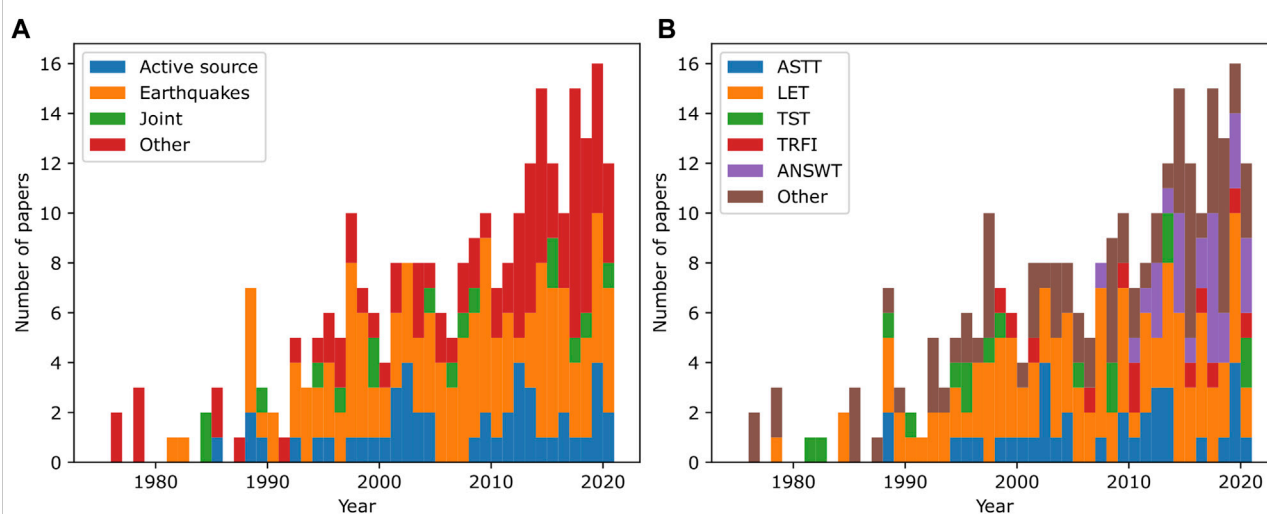 A
Active source
Earthquakes
Joint
Other
Number of papers
16
14
12
10
8
6
4
2
0
1980
1990
2000
2010
2020
Year
B
ASTT
LET
TST
TRFI
ANSWT
Other
Number of papers
16
14
12
10
8
6
4
2
0
1980
1990
2000
2010
2020
Year